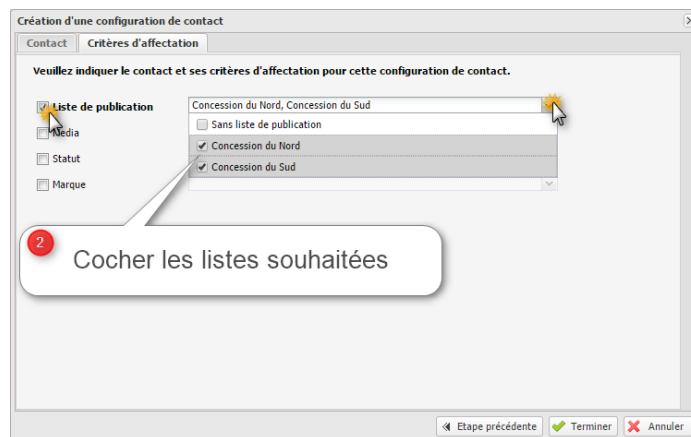 Création d'une configuration de contact
Contact Critères d'affectation
Veuillez indiquer le contact et ses critères d'affectation pour cette configuration de contact.
Liste de publication Concession du Nord, Concession du Sud
Media Sans liste de publication
Concession du Nord
Statut
Concession du Sud
Marque
2
Cocher les listes souhaitées
Etape précédente Terminer Annuler